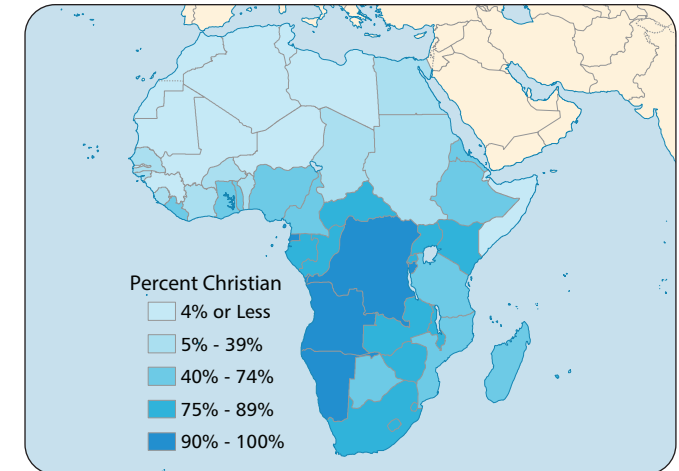 Percent Christian
4% or Less
5% - 39%
40% - 74%
75% - 89%
90% - 100%